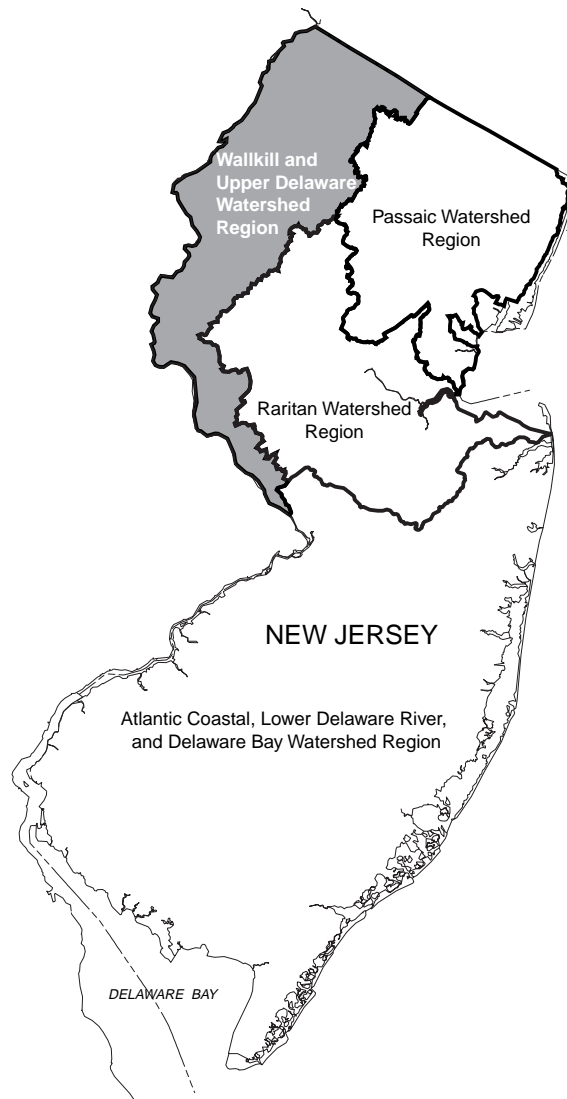 Wallkill and
Upper Delaware
Watershed
Region
Passaic Watershed
Region
Raritan Watershed
Region
NEW JERSEY
Atlantic Coastal, Lower Delaware River,
and Delaware Bay Watershed Region
DELAWARE BAY